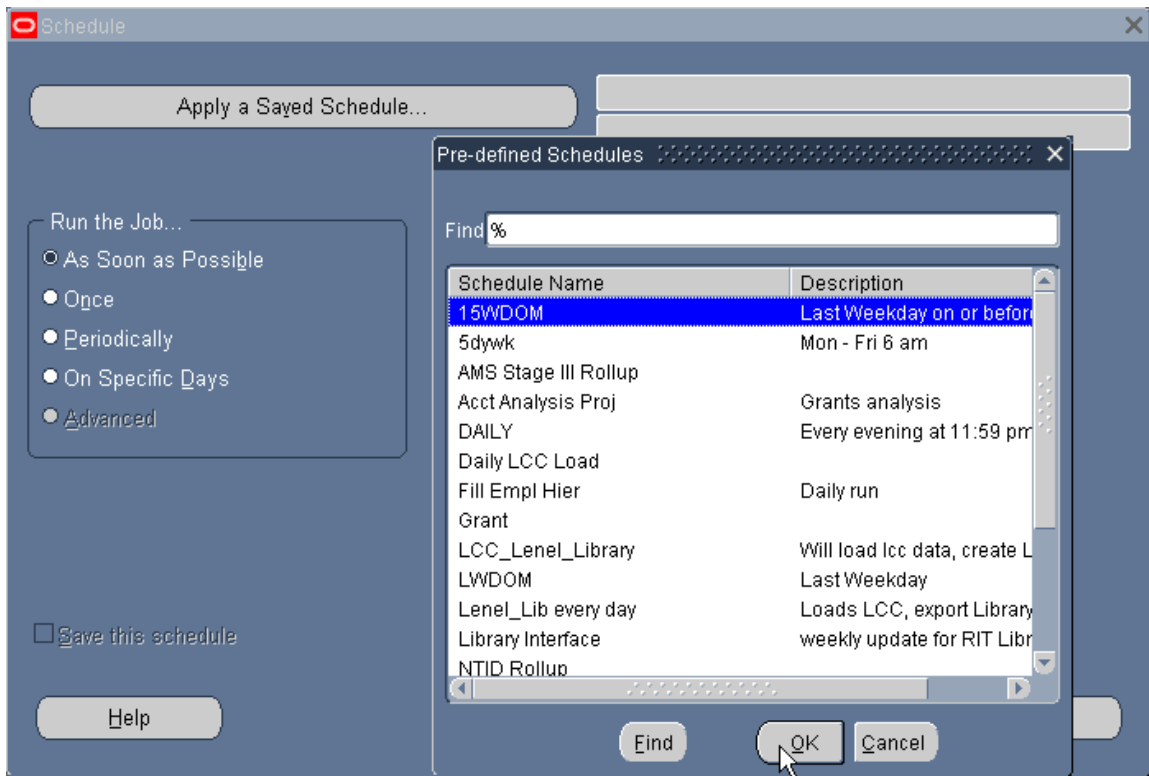 Schedule
Apply a Saved Schedule...
Run the Job...
As Soon as Possible
Once
Periodically
On Specific Days
Advanced
Save this schedule
Help
Pre-defined Schedules
Find %
Schedule Name Description
15WDOM Last Weekday on or befor
5dywk Mon - Fri 6 am
AMS Stage III Rollup
Acct Analysis Proj Grants analysis
DAILY Every evening at 11:59 pm
Daily LCC Load
Fill Empl Hier Daily run
Grant
LCC_Lenel_Library Will load lcc data, create L
LWDOM Last Weekday
Lenel_Lib every day Loads LCC, export Library
Library Interface weekly update for RIT Libr
NTID Rollup
Find OK Cancel